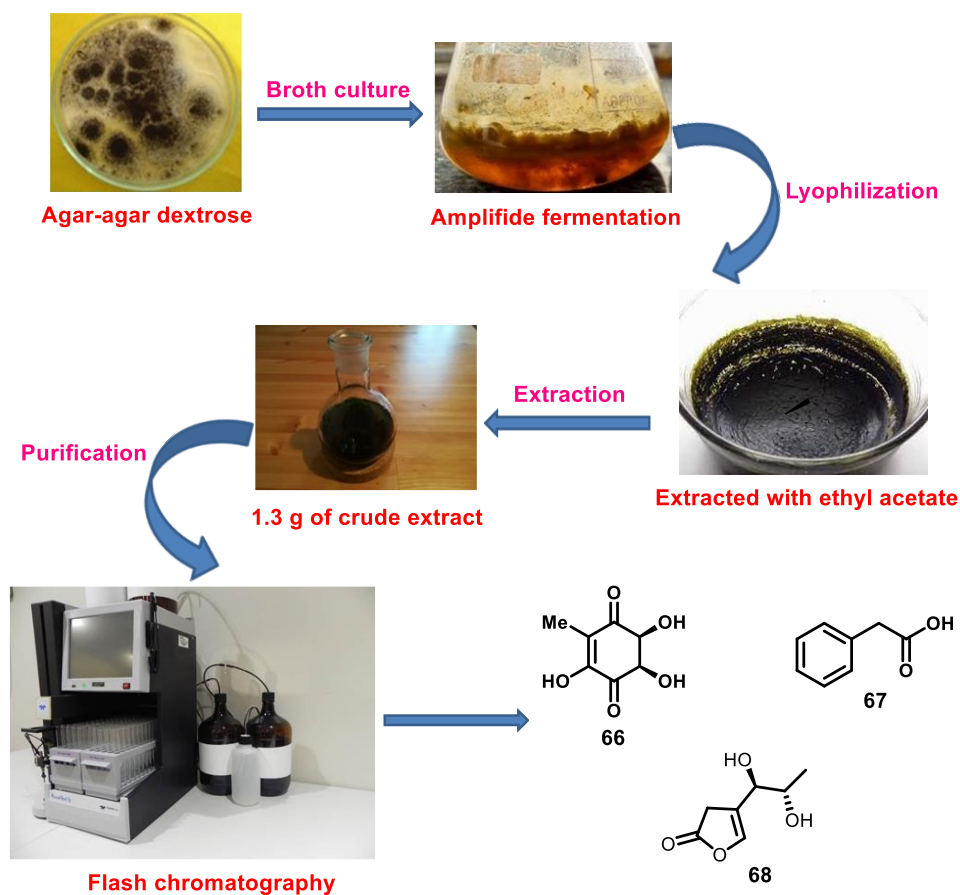 Broth culture
Agar-agar dextrose
Amplifide fermentation
Lyophilization
Extraction
Extracted with ethyl acetate
Purification
1.3 g of crude extract
Flash chromatography
O
Me
OH
HO
OH
O
66
OH
O
67
HO
OH
O
O
68